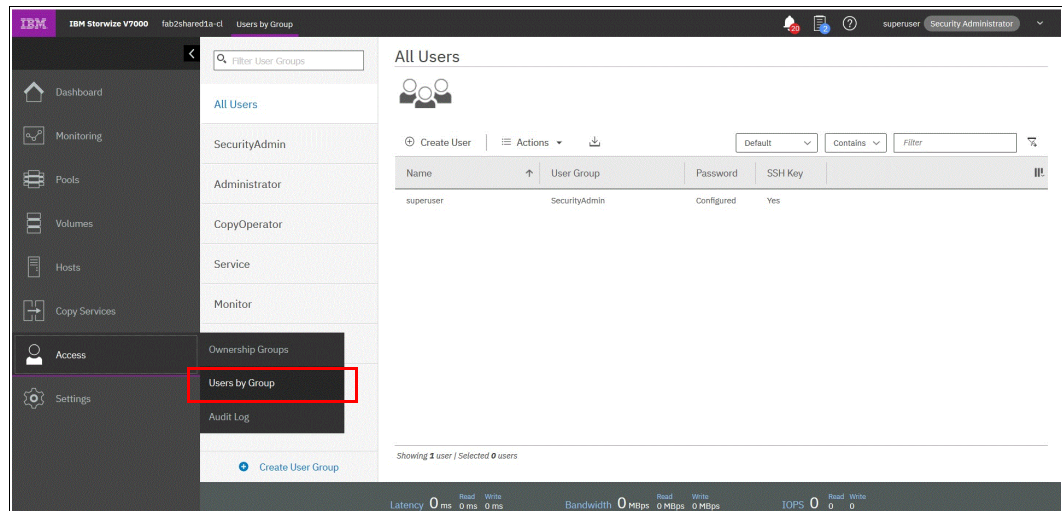 IBM IBM Storwize V7000 fab2shared1a-cl Users by Group 20 2 ? superuser Security Administrator
Dashboard
Monitoring
Pools
Volumes
Hosts
Copy Services
Access
Settings
Filter User Groups
All Users
SecurityAdmin
Administrator
CopyOperator
Service
Monitor
Ownership Groups
Users by Group
Audit Log
Create User Group
All Users
Create User Actions Default Contains Filter
Name User Group Password SSH Key
superuser SecurityAdmin Configured Yes
Showing 1 user / Selected 0 users
Latency 0 ms Read 0 ms Write 0 ms Bandwidth 0 MBps Read 0 MBps Write 0 MBps IOPS 0 Read 0 Write 0